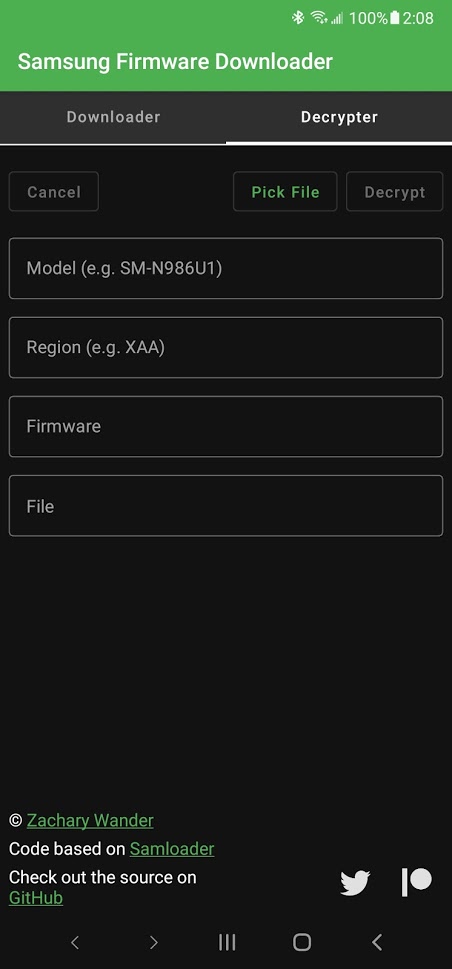 100% 2:08
Samsung Firmware Downloader
Downloader Decrypter
Cancel Pick File Decrypt
Model (e.g. SM-N986U1)
Region (e.g. XAA)
Firmware
File
© Zachary Wander
Code based on Samloader
Check out the source on
GitHub